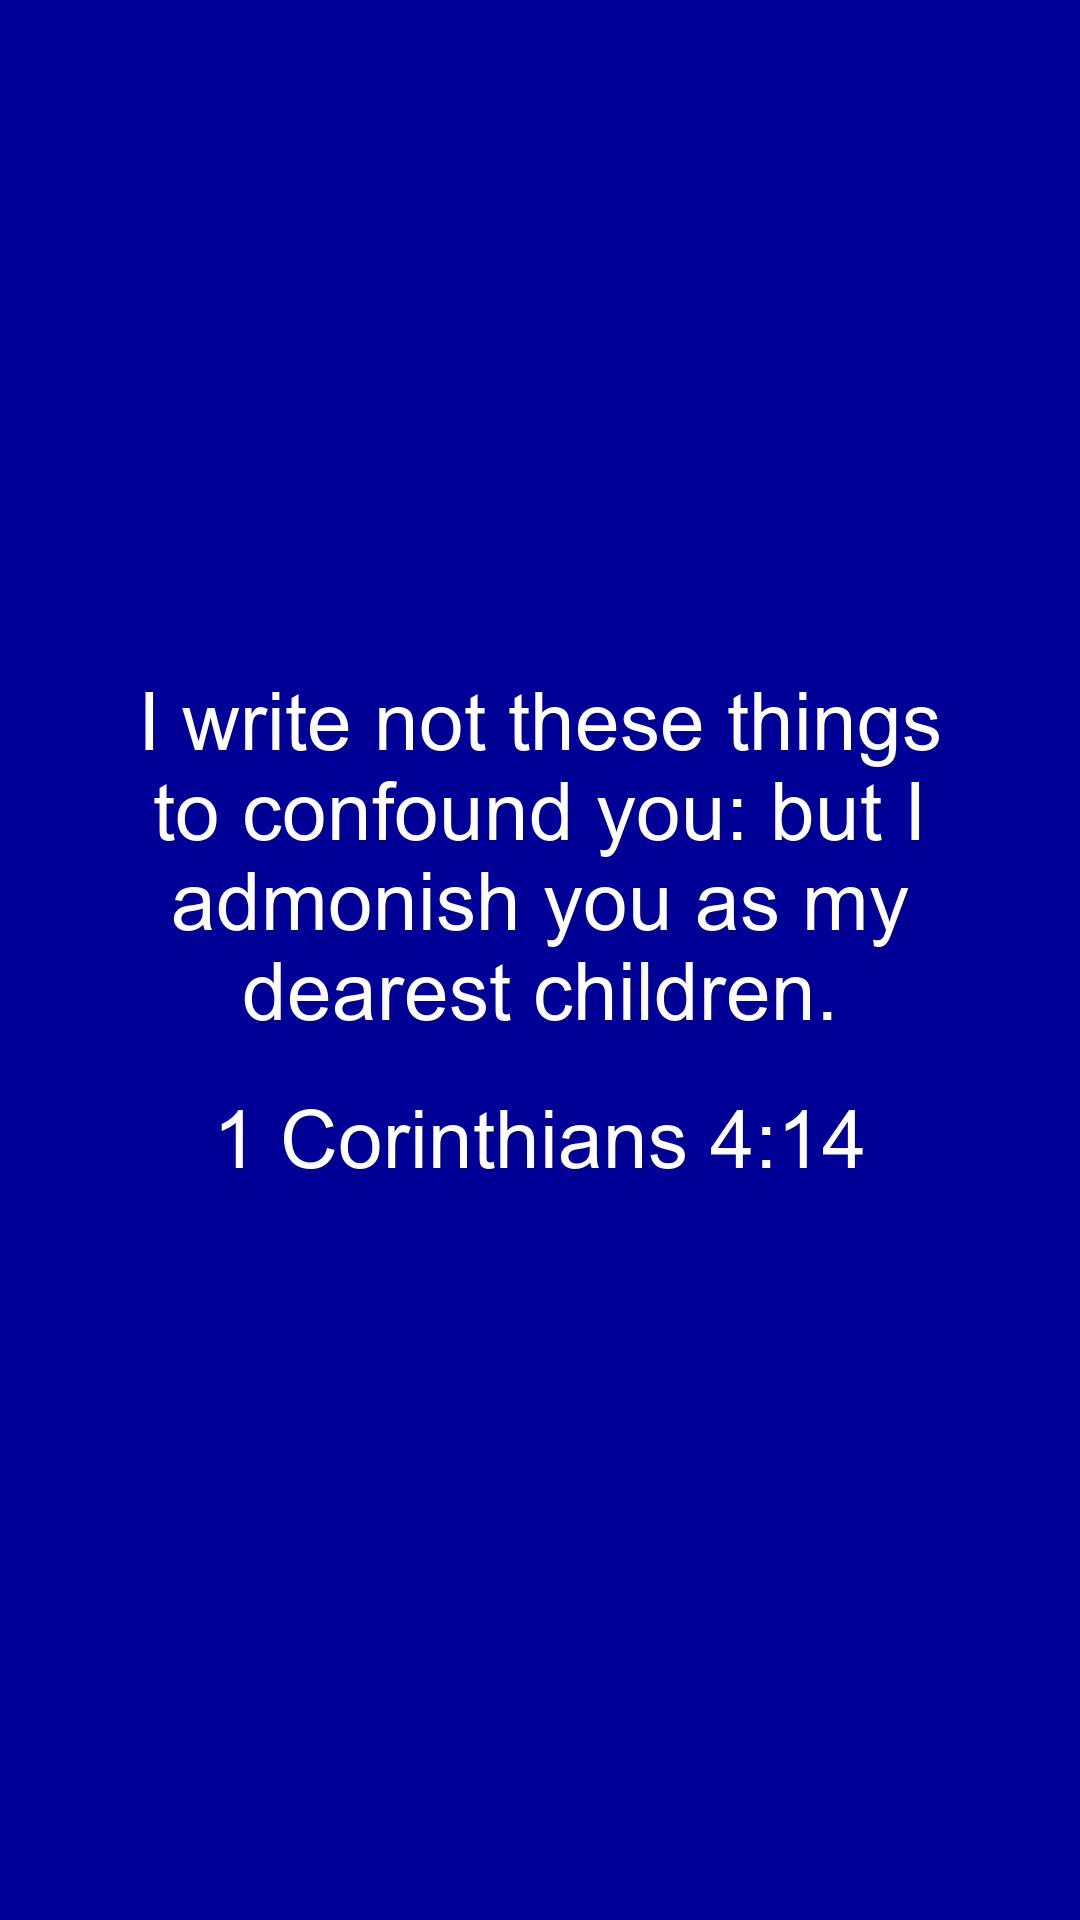 I write not these things
to confound you: but I
admonish you as my
dearest children.
1 Corinthians 4:14